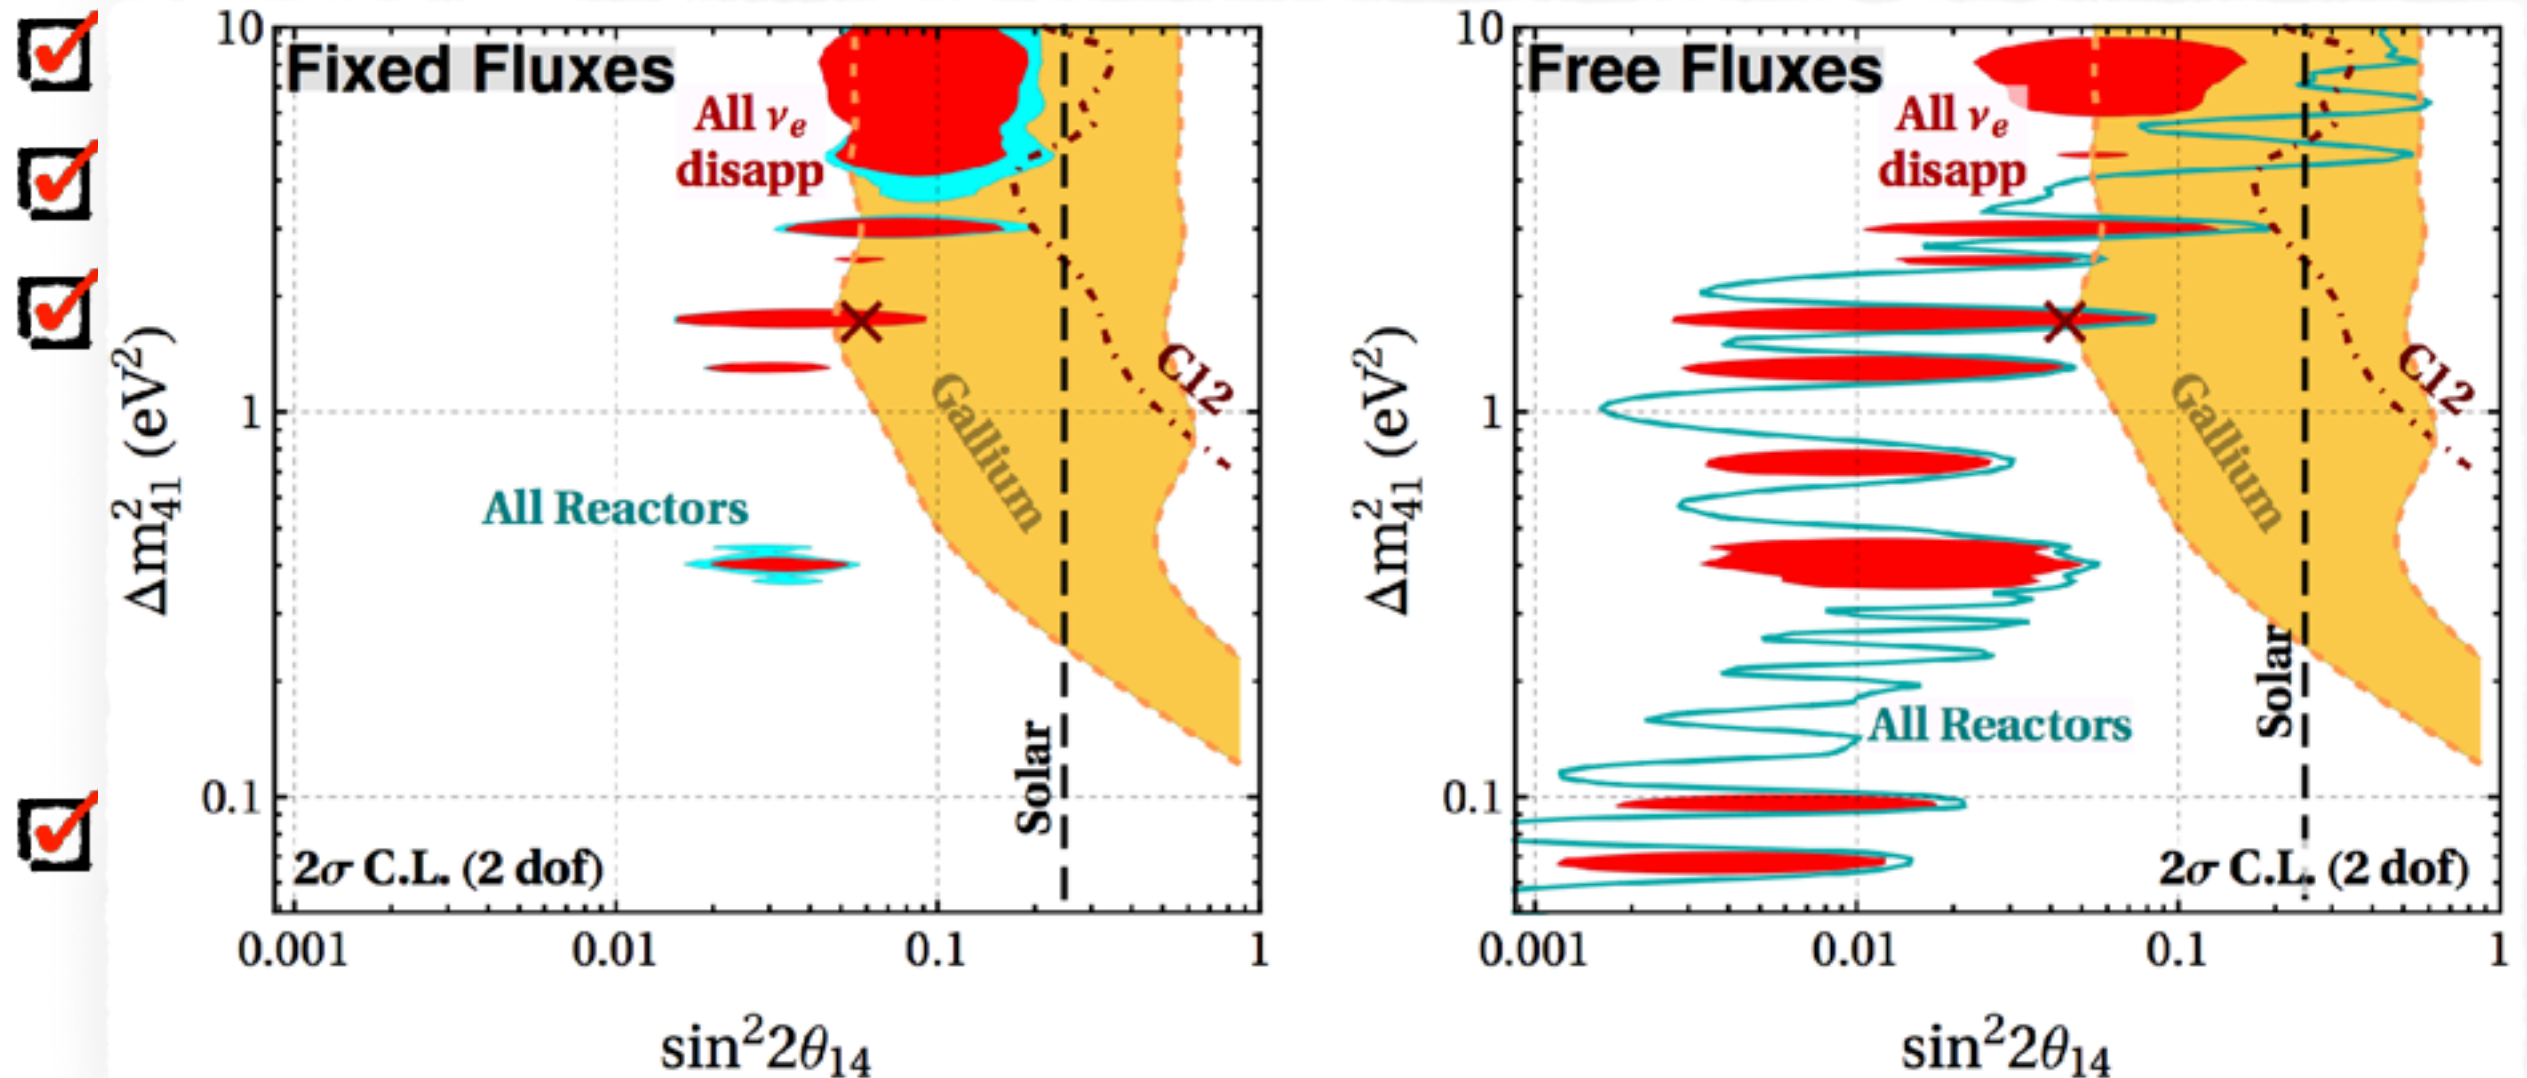 Fixed Fluxes
10
1
0.1
Δm²₄₁ (eV²)
All νₑ
disapp
All Reactors
Gallium
C12
Solar
2σ C.L. (2 dof)
0.001 0.01 0.1 1
sin²2θ₁₄
Free Fluxes
10
1
0.1
Δm²₄₁ (eV²)
All νₑ
disapp
All Reactors
Gallium
C12
Solar
2σ C.L. (2 dof)
0.001 0.01 0.1 1
sin²2θ₁₄